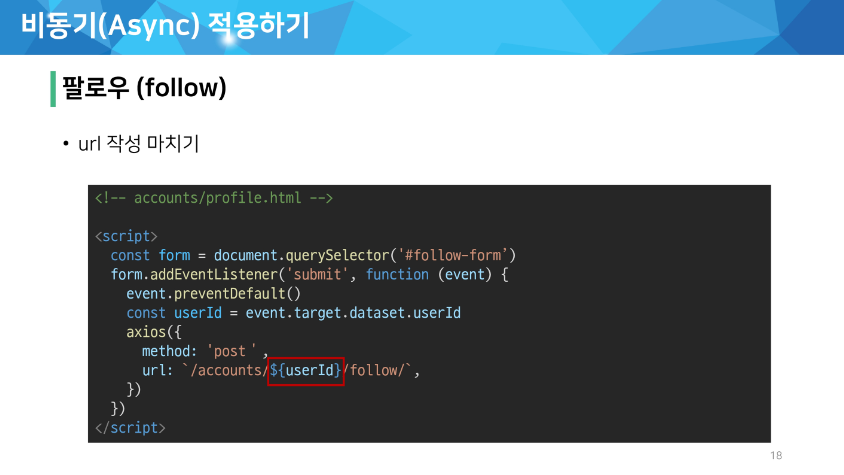 비동기(Async) 적용하기
팔로우 (follow)
• url 작성 마치기
<!-- accounts/profile.html -->
<script>
const form = document.querySelector('#follow-form’)
form.addEventListener('submit', function (event) {
event.preventDefault()
const userId = event.target.dataset.userId
axios({
method: 'post＇,
url: `/accounts/${userId}/follow/`,
})
})
</script>
18